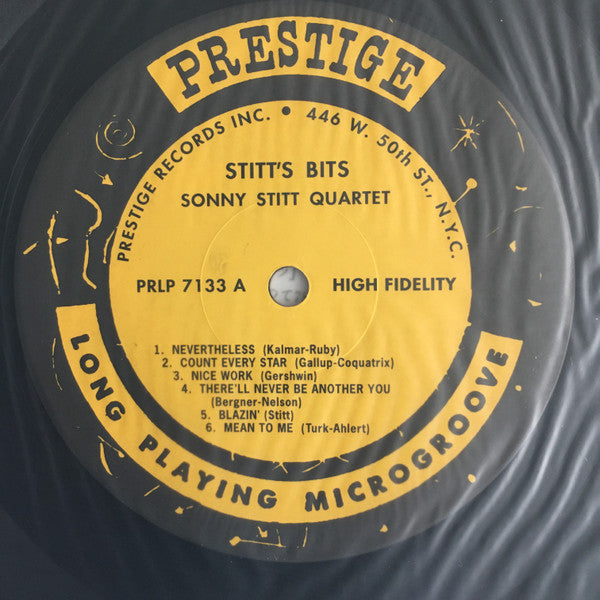 PRESTIGE
PRESTIGE RECORDS INC. • 446 W. 50th ST., N.Y.C.
STITT'S BITS
SONNY STITT QUARTET
PRLP 7133 A HIGH FIDELITY
1. NEVERTHELESS (Kalmar-Ruby)
2. COUNT EVERY STAR (Gallup-Coquatrix)
3. NICE WORK (Gershwin)
4. THERE'LL NEVER BE ANOTHER YOU
(Bergner-Nelson)
5. BLAZIN' (Stitt)
6. MEAN TO ME (Turk-Ahlert)
LONG PLAYING MICROGROOVE